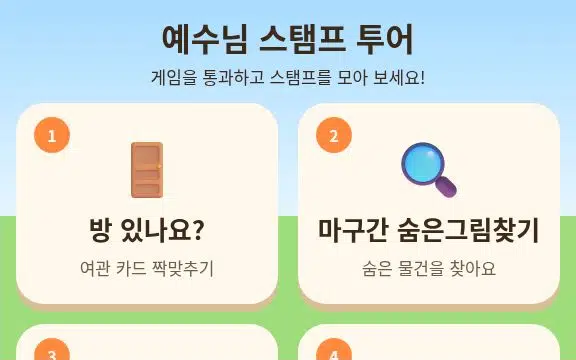 예수님 스탬프 투어
게임을 통과하고 스탬프를 모아 보세요!
1
방 있나요?
여관 카드 짝맞추기
2
마구간 숨은그림찾기
숨은 물건을 찾아요
3
4